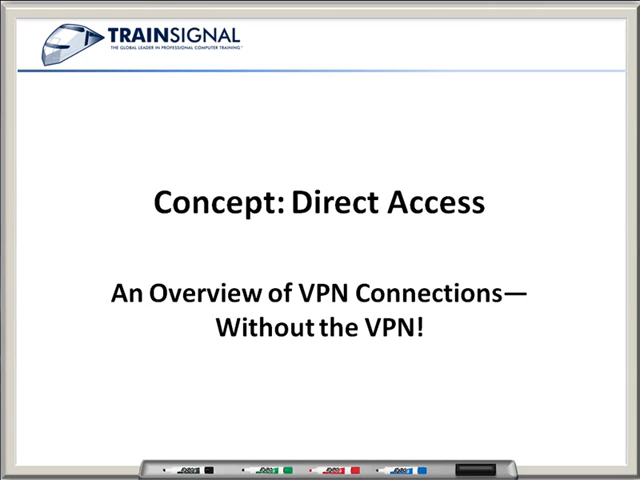 TRAINSIGNAL
THE GLOBAL LEADER IN PROFESSIONAL COMPUTER TRAINING
Concept: Direct Access
An Overview of VPN Connections—
Without the VPN!